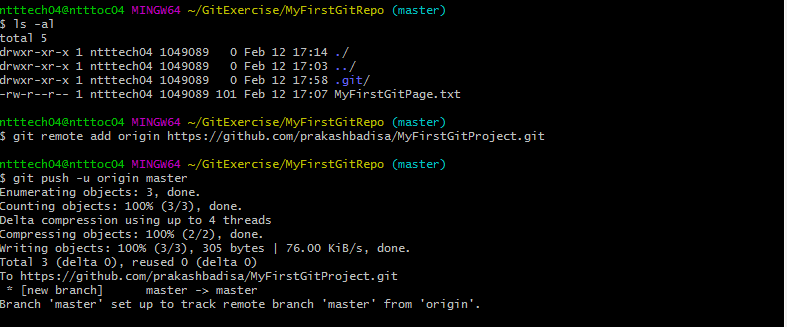 ntttech04@ntttoc04 MINGW64 ~/GitExercise/MyFirstGitRepo (master)
$ ls -al
total 5
drwxr-xr-x 1 ntttech04 1049089   0 Feb 12 17:14 ./
drwxr-xr-x 1 ntttech04 1049089   0 Feb 12 17:03 ../
drwxr-xr-x 1 ntttech04 1049089   0 Feb 12 17:58 .git/
-rw-r--r-- 1 ntttech04 1049089 101 Feb 12 17:07 MyFirstGitPage.txt
ntttech04@ntttoc04 MINGW64 ~/GitExercise/MyFirstGitRepo (master)
$ git remote add origin https://github.com/prakashbadisa/MyFirstGitProject.git
ntttech04@ntttoc04 MINGW64 ~/GitExercise/MyFirstGitRepo (master)
$ git push -u origin master
Enumerating objects: 3, done.
Counting objects: 100% (3/3), done.
Delta compression using up to 4 threads
Compressing objects: 100% (2/2), done.
Writing objects: 100% (3/3), 305 bytes | 76.00 KiB/s, done.
Total 3 (delta 0), reused 0 (delta 0)
To https://github.com/prakashbadisa/MyFirstGitProject.git
 * [new branch]      master -> master
Branch 'master' set up to track remote branch 'master' from 'origin'.